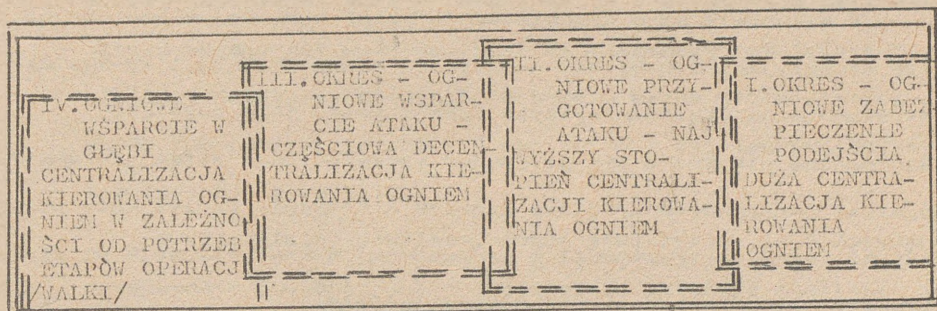 IV.OGNIOWE
WSPARCIE W
GŁĘBI
CENTRALIZACJA
KIEROWANIA OG-
NIEM W ZALEŻNO
ŚCI OD POTRZEB
ETAPÓW OPERACJ
/WALKI/
III.OKRES - OG-
NIOWE WSPAR-
CIE ATAKU -
CZĘŚCIOWA DECEN
TRALIZACJA KIE-
ROWANIA OGNIEM
II.OKRES - OG-
NIOWE PRZY-
GOTOWANIE
ATAKU - NAJ
WYŻSZY STO-
PIEŃ CENTRALI-
ZACJI KIEROWA-
NIA OGNIEM
I.OKRES - OG-
NIOWE ZABEZ
PIECZENIE
PODEJŚCIA
DUŻA CENTRA-
LIZACJA KIE-
ROWANIA
OGNIEM